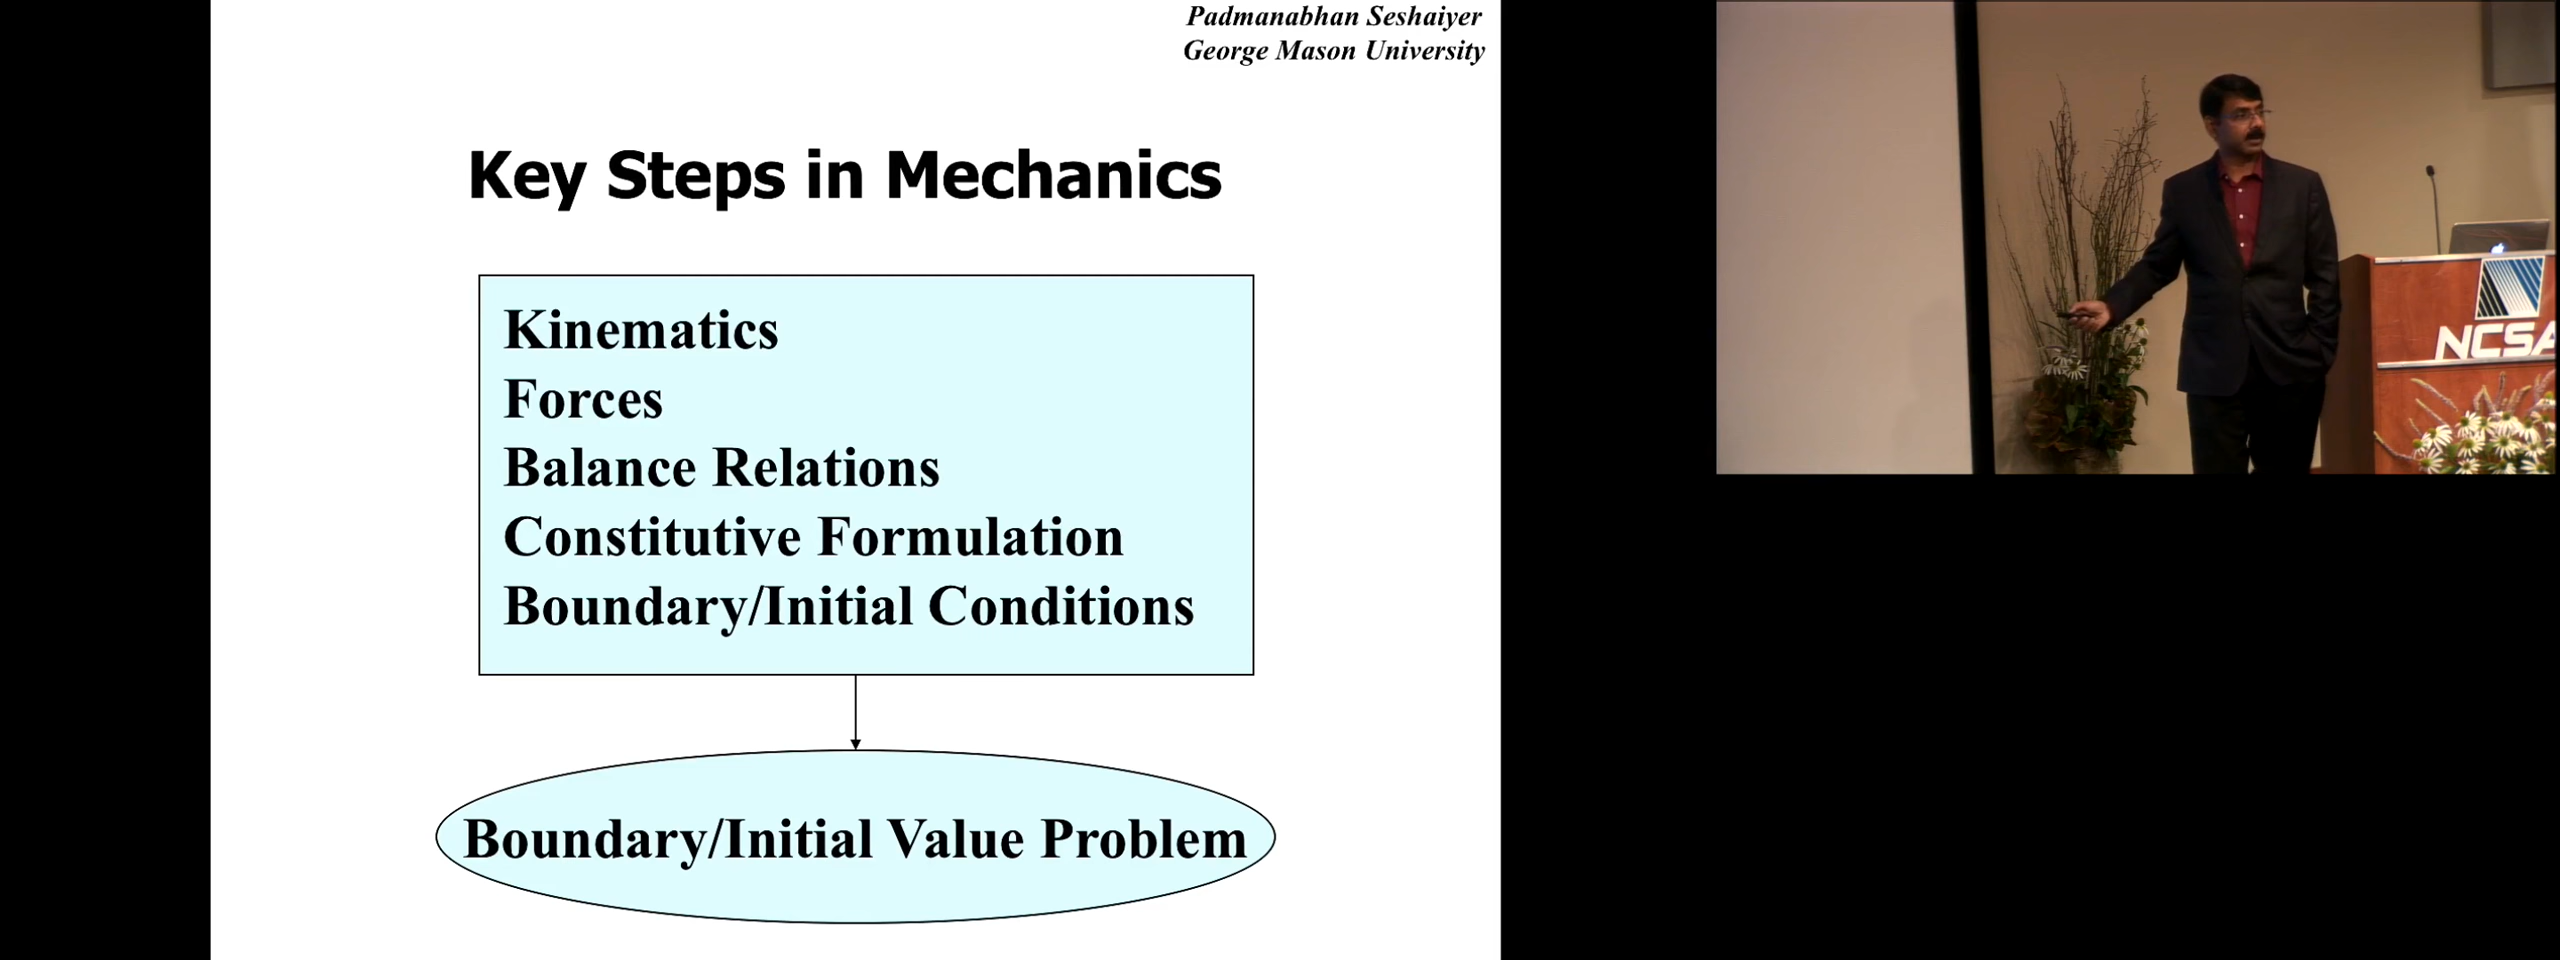 Padmanabhan Seshaiyer
George Mason University
Key Steps in Mechanics
Kinematics
Forces
Balance Relations
Constitutive Formulation
Boundary/Initial Conditions
Boundary/Initial Value Problem
NCSA